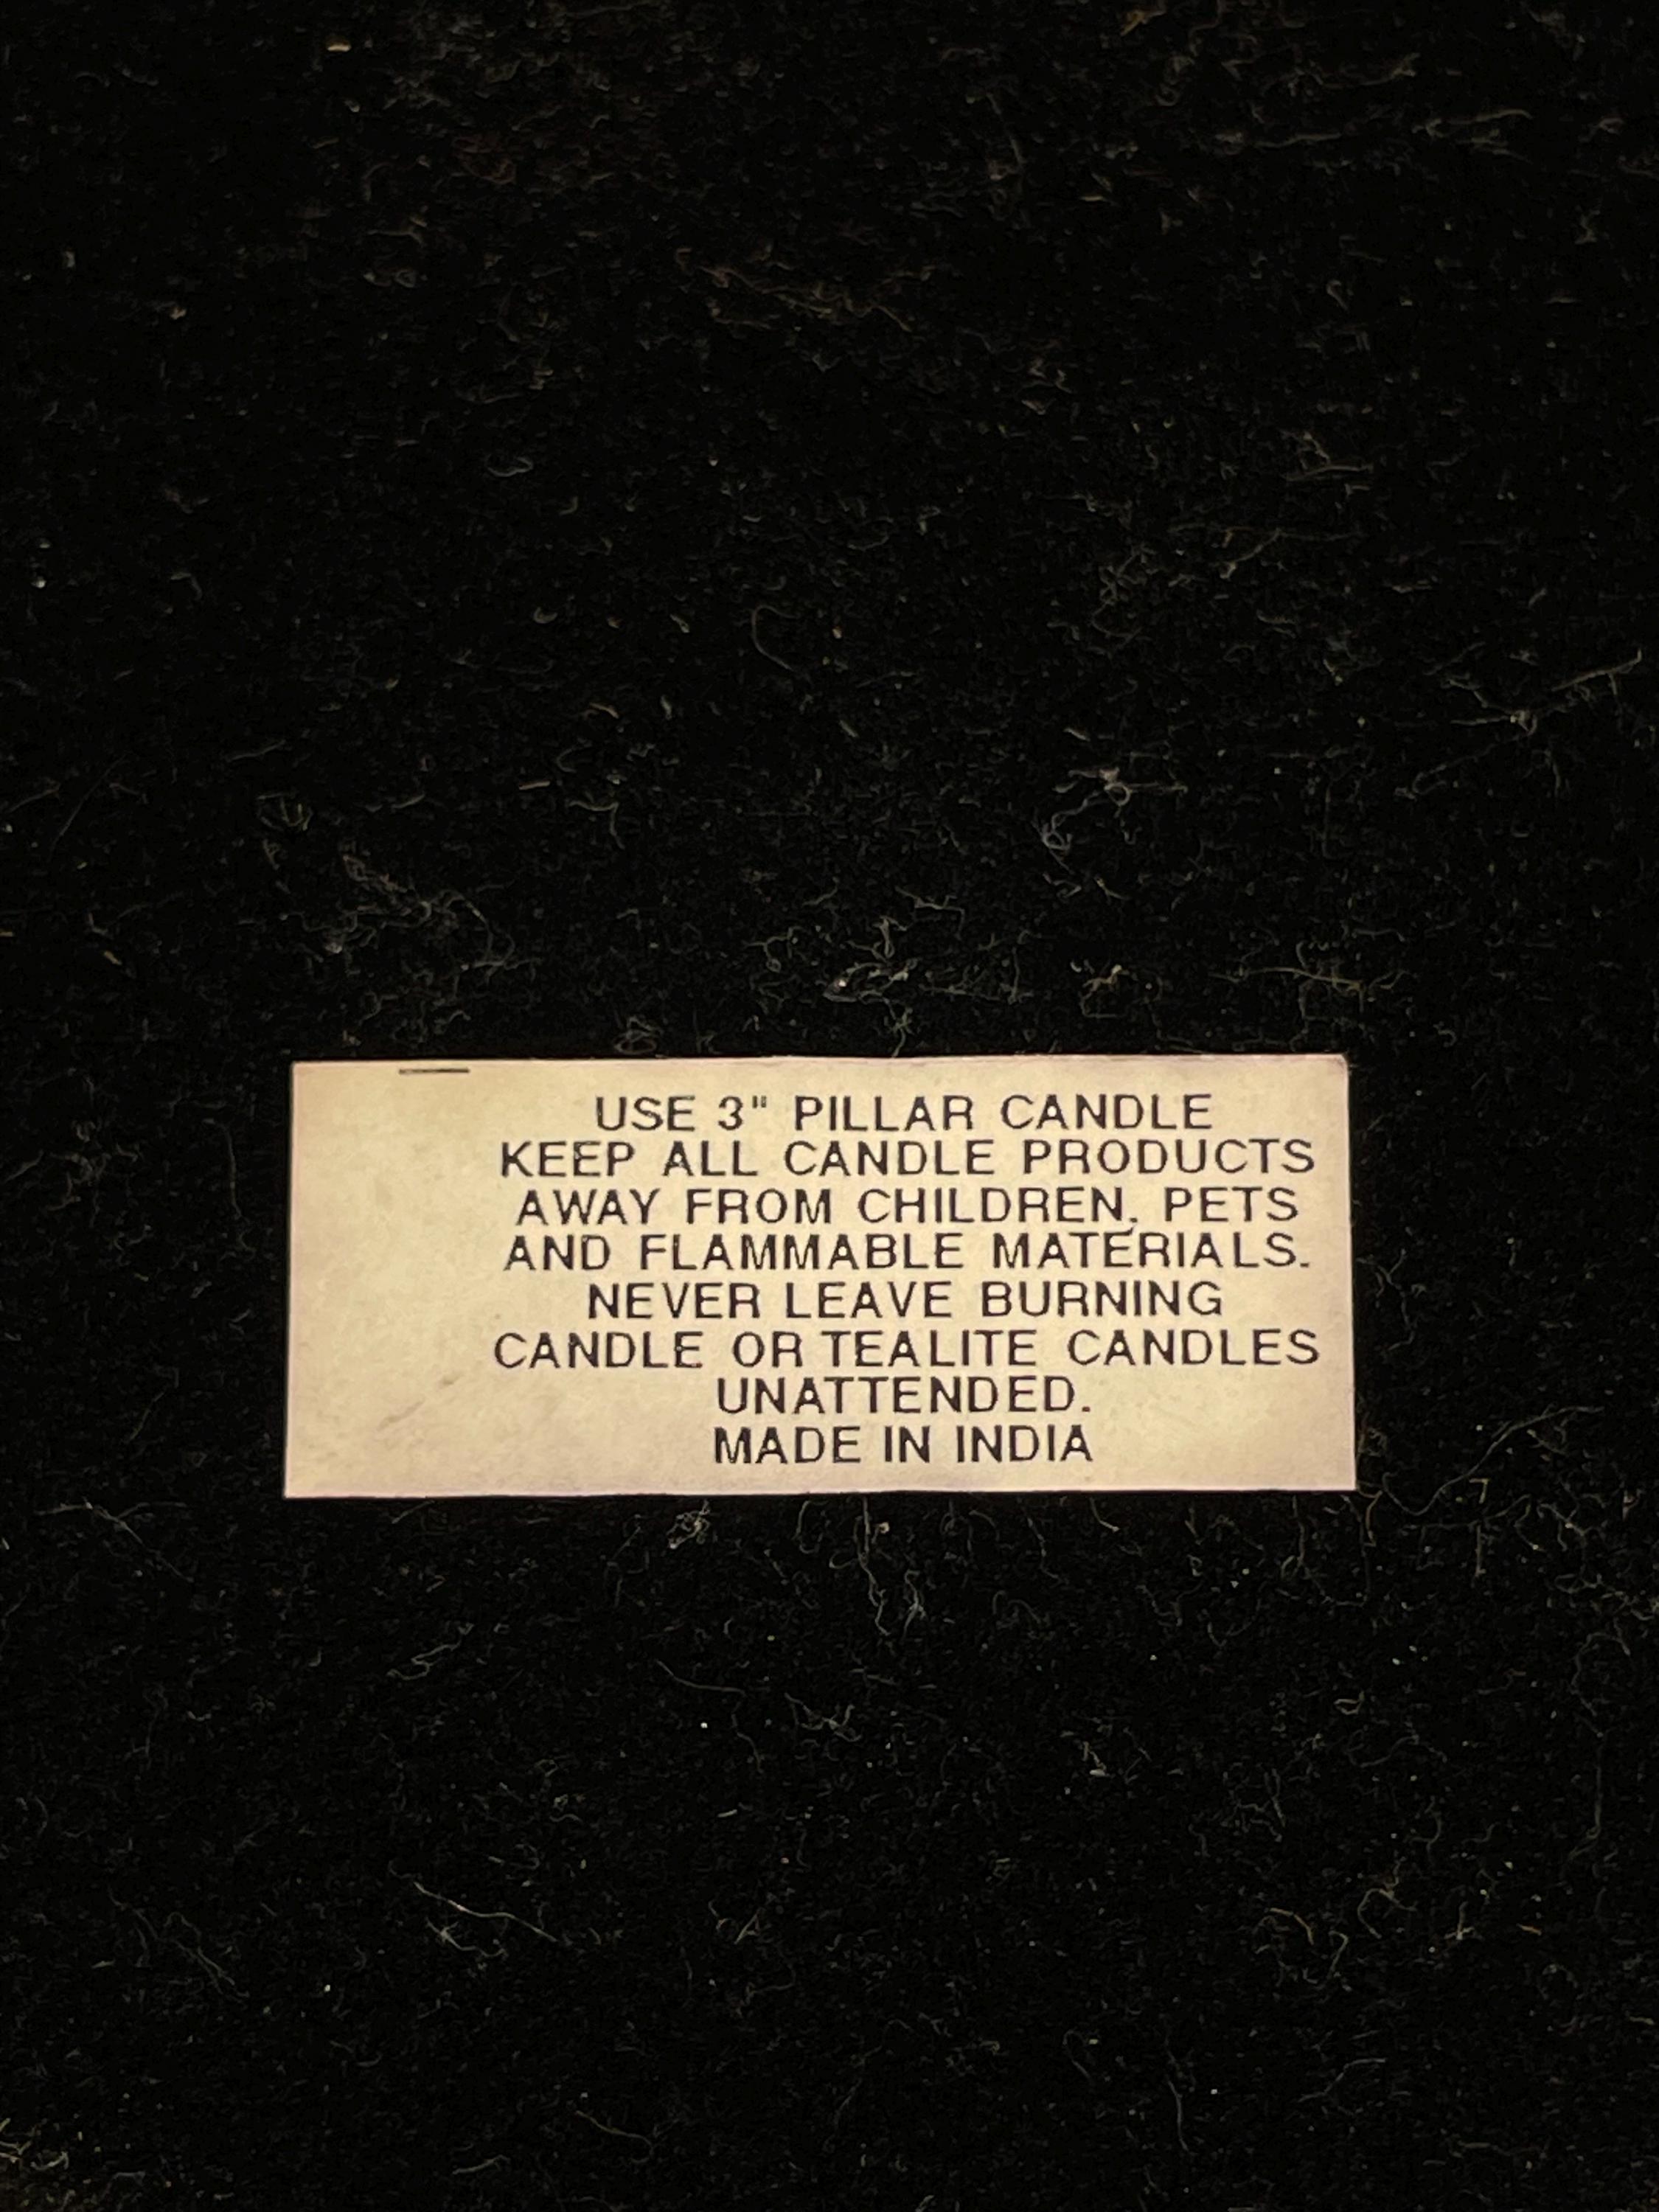 USE 3" PILLAR CANDLE
KEEP ALL CANDLE PRODUCTS
AWAY FROM CHILDREN, PETS
AND FLAMMABLE MATERIALS.
NEVER LEAVE BURNING
CANDLE OR TEALITE CANDLES
UNATTENDED.
MADE IN INDIA